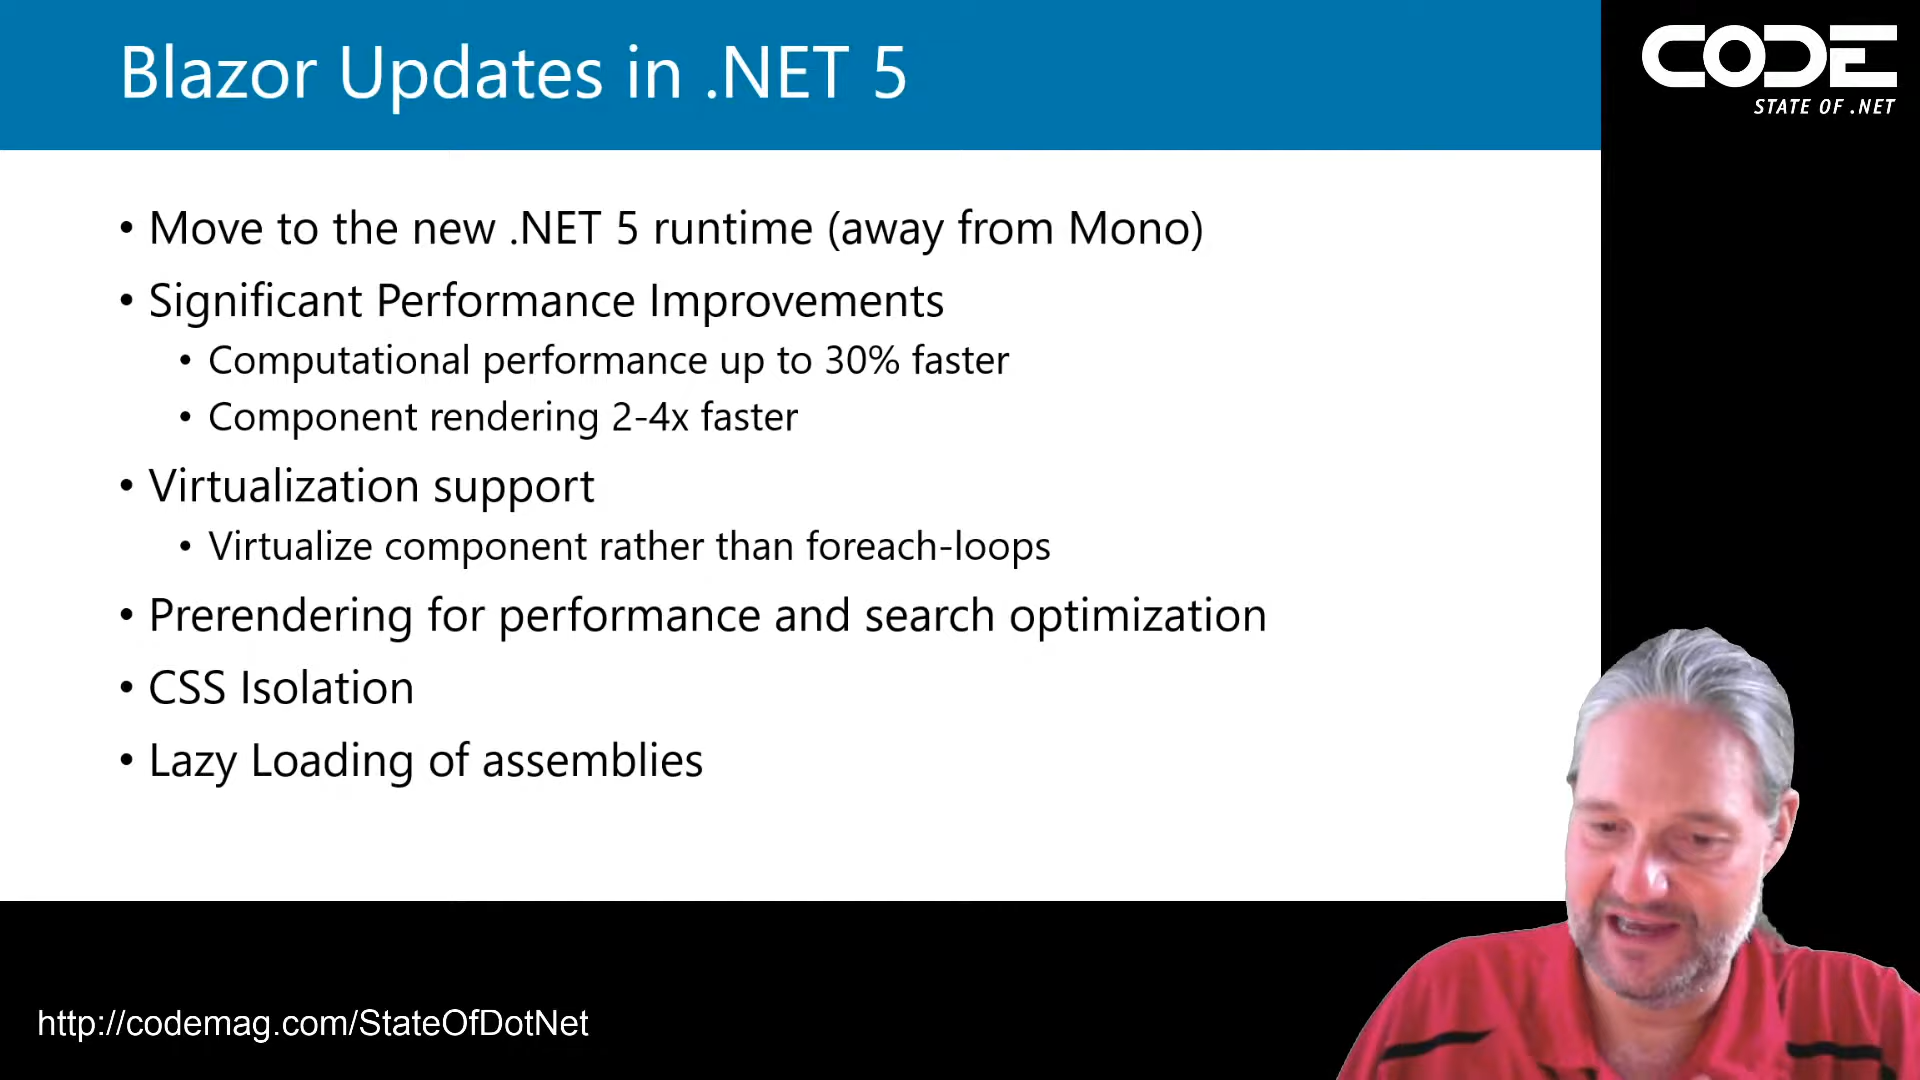 Blazor Updates in .NET 5
CODE
STATE OF .NET
• Move to the new .NET 5 runtime (away from Mono)
• Significant Performance Improvements
• Computational performance up to 30% faster
• Component rendering 2-4x faster
• Virtualization support
• Virtualize component rather than foreach-loops
• Prerendering for performance and search optimization
• CSS Isolation
• Lazy Loading of assemblies
http://codemag.com/StateOfDotNet